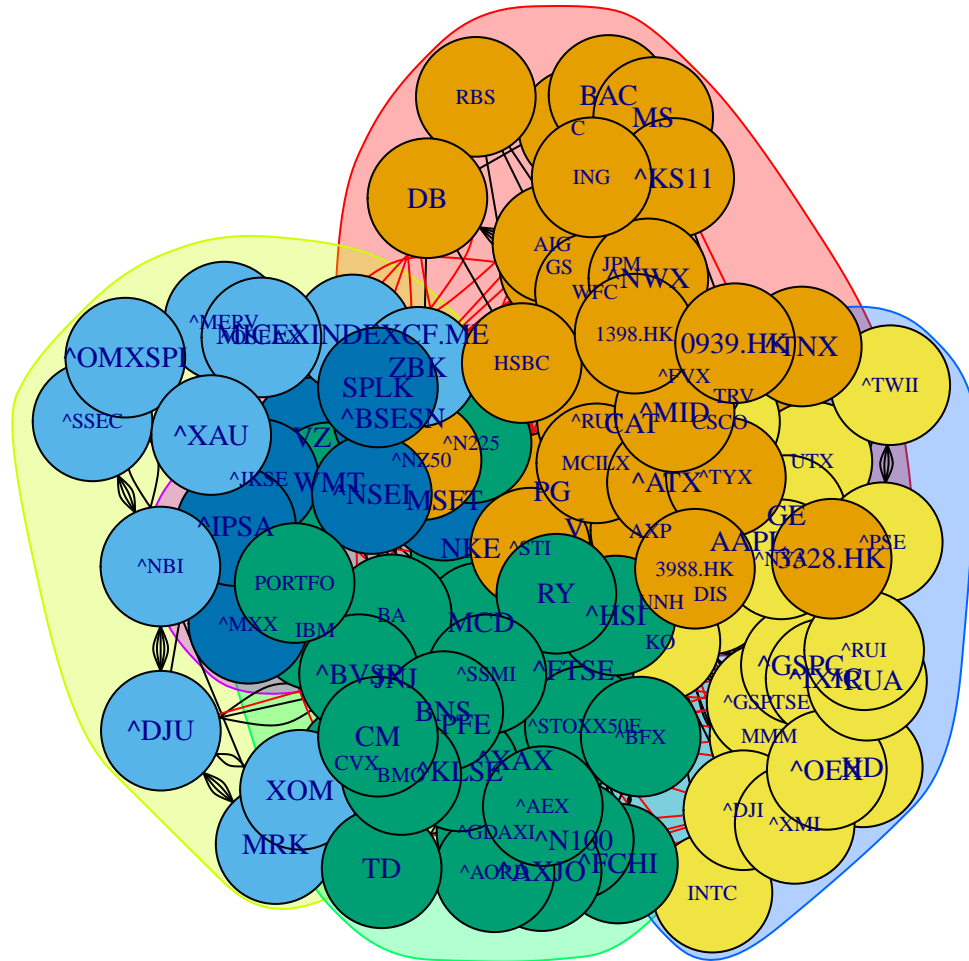 RBS
BAC
MS
C
ING
^KS11
DB
AIG
GS
JPM
^NWX
WFC
^MERV
^OMXSPI
ZBK
HSBC
1398.HK
0939.HK
^TNX
^FVX
TRV
^TWII
SPLK
^BSESN
^SSEC
^XAU
VZ
^N225
^RUT
CAT
^MID
CSCO
^NZ50
MCILX
UTX
^JKSE
WMT
^NSEI
MSFT
PG
^ATX
^TYX
^IPSA
V
AXP
GE
AAPL
^PSE
NKE
^STI
^NYA
3328.HK
^NBI
PORTFO
3988.HK
DIS
RY
UNH
^HSI
BA
MCD
^MXX
IBM
KO
^RUI
^BVSP
JNJ
^SSMI
^FTSE
^GSPC
^IXIC
^RUA
^GSPTSE
BNS
PFE
^STOXX50E
^BFX
MMM
^DJU
CM
CVX
BMO
^KLSE
^XAX
^OEX
HD
XOM
^AEX
^DJI
^XMI
MRK
^GDAXI
^N100
^FCHI
TD
^AORD
^AXJO
INTC